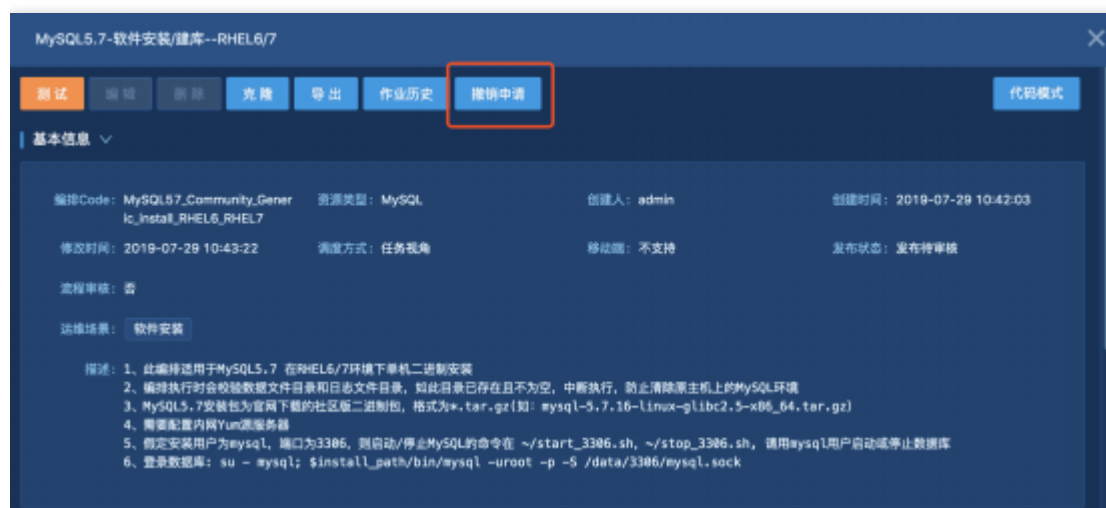 MySQL5.7-软件安装/建库--RHEL6/7
测试 编辑 删除 克隆 导出 作业历史 撤销申请 代码模式
基本信息
编排Code: MySQL57_Community_Gener 资源类型: MySQL 创建人: admin 创建时间: 2019-07-29 10:42:03
ic_Install_RHEL6_RHEL7
修改时间: 2019-07-29 10:43:22 调度方式: 任务视角 移动端: 不支持 发布状态: 发布待审核
流程审核: 否
运维场景: 软件安装
描述: 1、此编排适用于MySQL5.7 在RHEL6/7环境下单机二进制安装
2、编排执行时会校验数据文件目录和日志文件目录, 如此目录已存在且不为空, 中断执行, 防止清除原主机上的MySQL环境
3、MySQL5.7安装包为官网下载的社区版二进制包, 格式为*.tar.gz(如: mysql-5.7.16-linux-glibc2.5-x86_64.tar.gz)
4、需要配置内网Yum源服务器
5、假定安装用户为mysql, 端口为3306, 则启动/停止MySQL的命令在 ~/start_3306.sh, ~/stop_3306.sh, 请用mysql用户启动或停止数据库
6、登录数据库: su - mysql; $install_path/bin/mysql -uroot -p -S /data/3306/mysql.sock